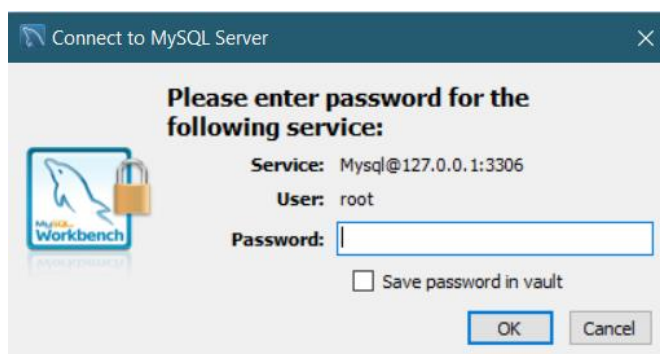 Connect to MySQL Server
Please enter password for the
following service:
Service: Mysql@127.0.0.1:3306
User: root
MySQL
Workbench
Password:
Save password in vault
OK Cancel